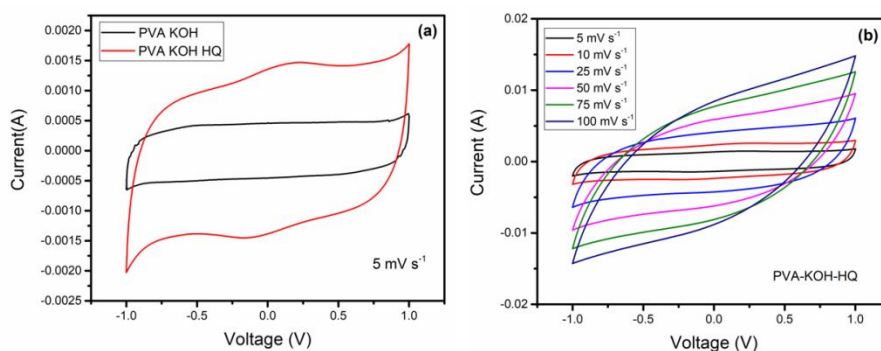 PVA KOH
PVA KOH HQ
(a)
0.0020
0.0015
0.0010
0.0005
0.0000
-0.0005
-0.0010
-0.0015
-0.0020
-0.0025
Current(A)
5 mV s-1
-1.0 -0.5 0.0 0.5 1.0
Voltage (V)
5 mV s-1
10 mV s-1
25 mV s-1
50 mV s-1
75 mV s-1
100 mV s-1
(b)
0.02
0.01
0.00
-0.01
-0.02
Current (A)
PVA-KOH-HQ
-1.0 -0.5 0.0 0.5 1.0
Voltage (V)